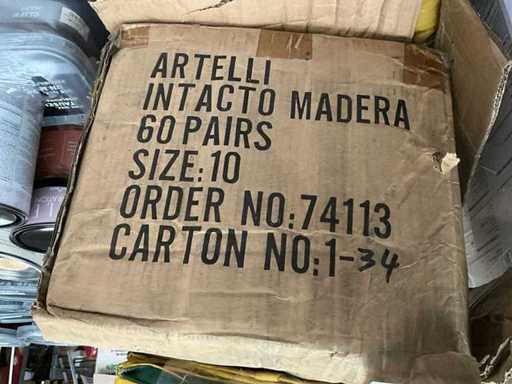 ARTELLI
INTACTO MADERA
60 PAIRS
SIZE: 10
ORDER NO: 74113
CARTON NO: 1-34